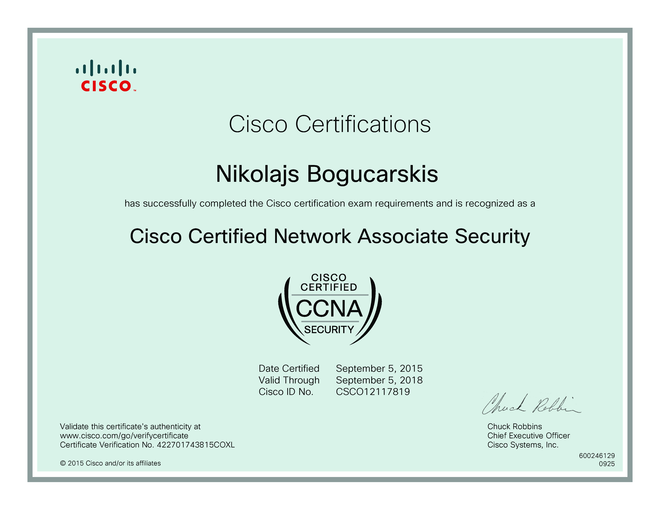 CISCO.
Cisco Certifications
Nikolajs Bogucarskis
has successfully completed the Cisco certification exam requirements and is recognized as a
Cisco Certified Network Associate Security
CISCO
CERTIFIED
CCNA
SECURITY
Date Certified September 5, 2015
Valid Through September 5, 2018
Cisco ID No. CSCO12117819
Chuck Robbin
Validate this certificate's authenticity at
www.cisco.com/go/verifycertificate
Certificate Verification No. 422701743815COXL
Chuck Robbins
Chief Executive Officer
Cisco Systems, Inc.
© 2015 Cisco and/or its affiliates
600246129
0925